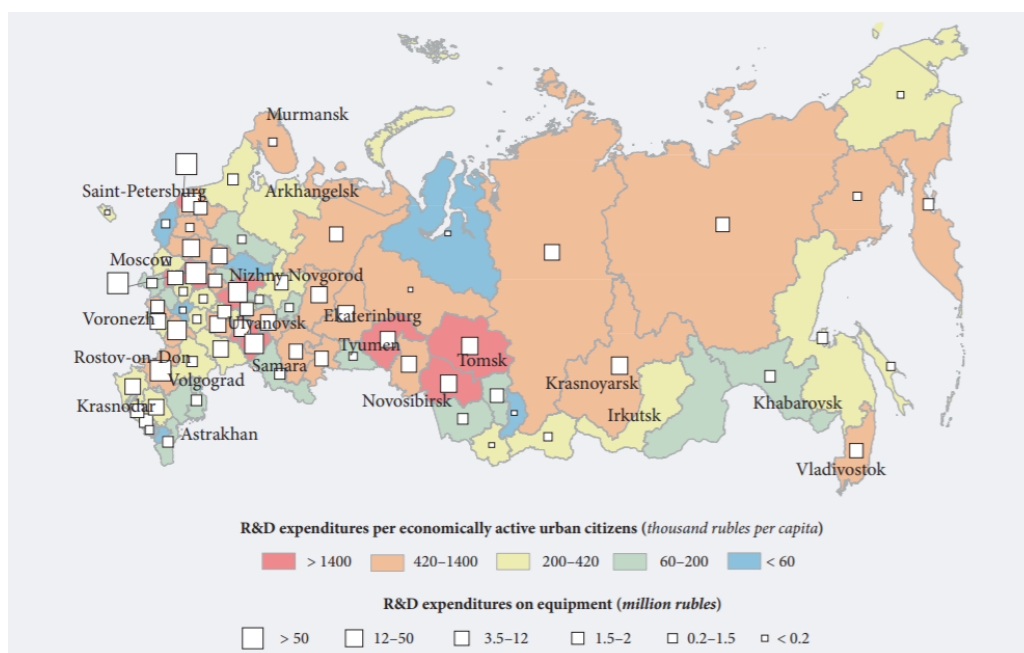 Murmansk
Saint-Petersburg
Arkhangelsk
Moscow
Nizhny Novgorod
Voronezh
Ulyanovsk
Ekaterinburg
Tyumen
Rostov-on-Don
Samara
Tomsk
Volgograd
Krasnoyarsk
Novosibirsk
Krasnodar
Irkutsk
Khabarovsk
Astrakhan
Vladivostok
R&D expenditures per economically active urban citizens (thousand rubles per capita)
> 1400 420–1400 200–420 60–200 < 60
R&D expenditures on equipment (million rubles)
> 50 12–50 3.5–12 1.5–2 0.2–1.5 < 0.2